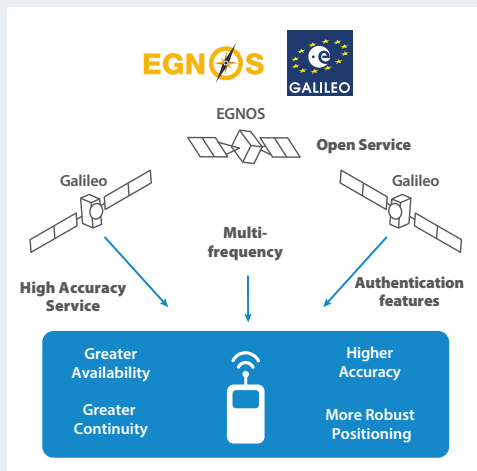 EGNOS
GALILEO
EGNOS
Open Service
Galileo
Galileo
Multi-
frequency
High Accuracy
Service
Authentication
features
Greater
Availability
Higher
Accuracy
Greater
Continuity
More Robust
Positioning